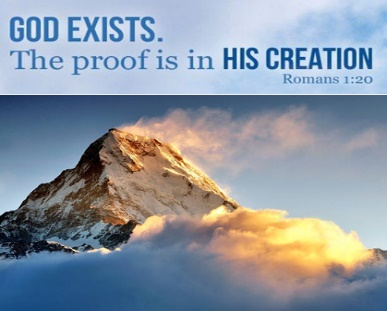 GOD EXISTS.
The proof is in HIS CREATION
Romans 1:20